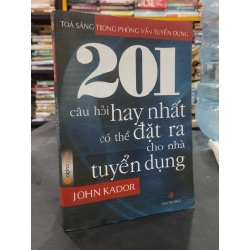 TOẢ SÁNG TRONG PHỎNG VẤN TUYỂN DỤNG
201
câu hỏi hay nhất
có thể đặt ra
cho nhà
tuyển dụng
JOHN KADOR